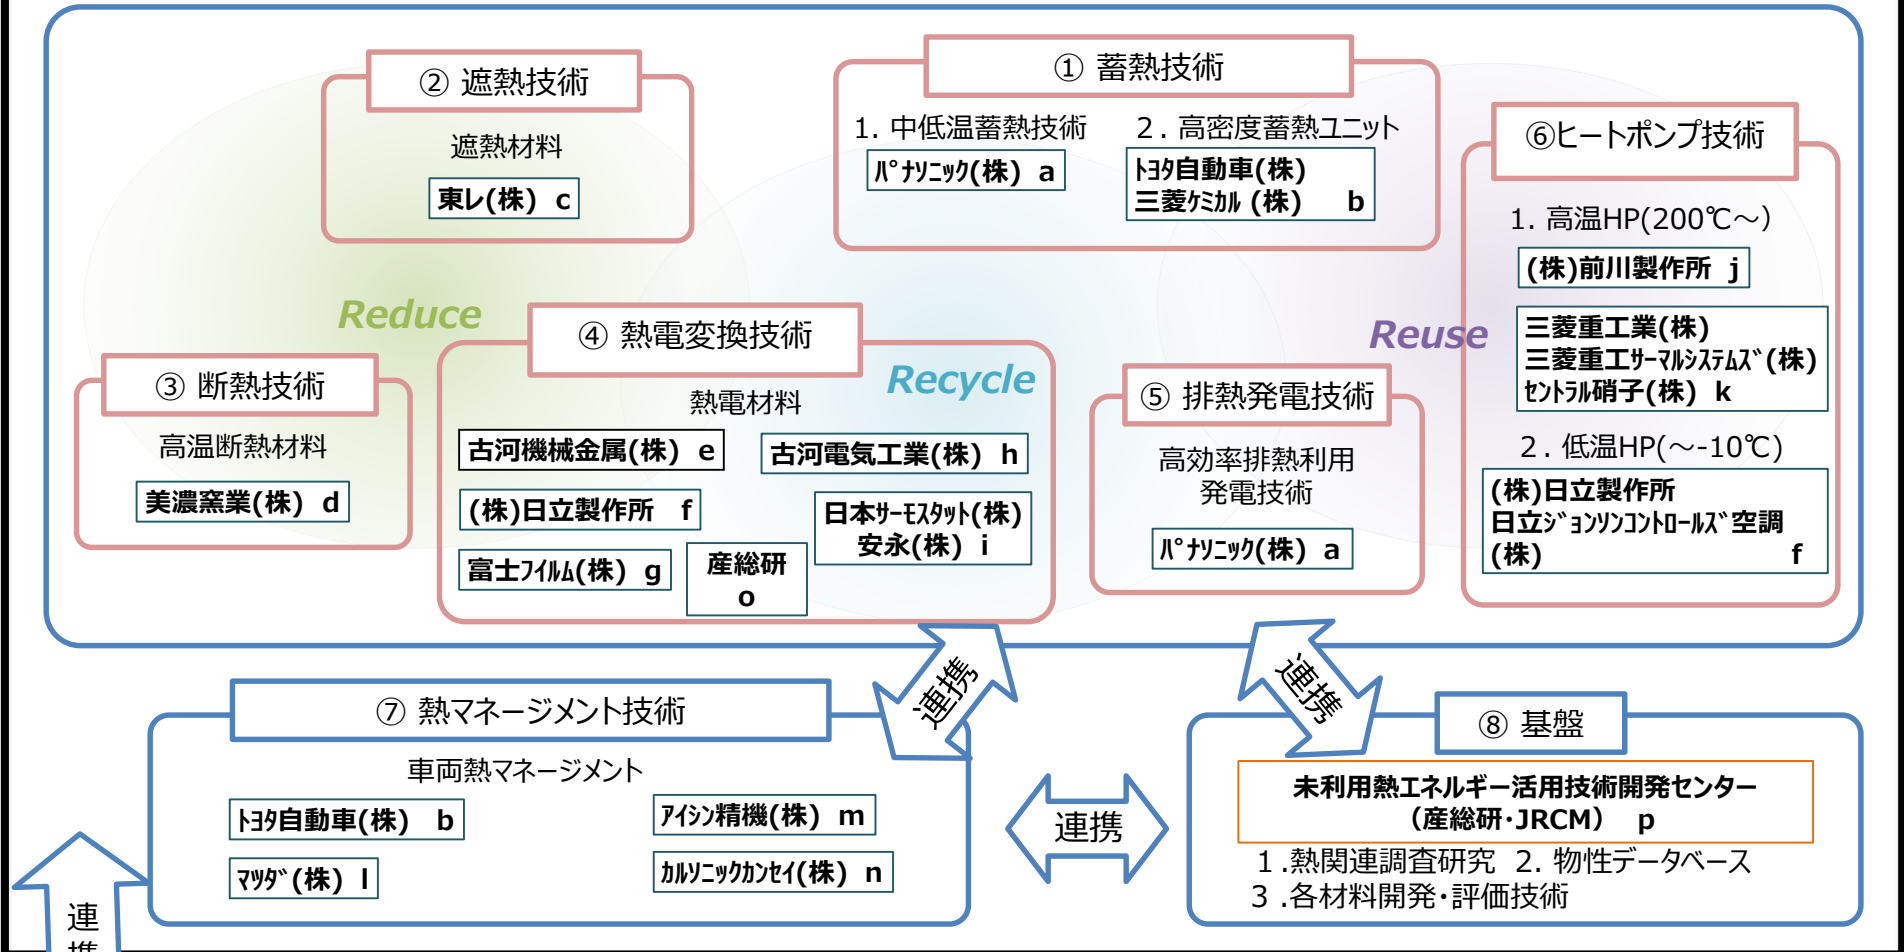 ② 遮熱技術
遮熱材料
東レ(株) c
① 蓄熱技術
1. 中低温蓄熱技術
ﾊﾟﾅｿﾆｯｸ(株) a
２. 高密度蓄熱ユニット
ﾄﾖﾀ自動車(株)
三菱ｹﾐｶﾙ (株) b
⑥ヒートポンプ技術
1. 高温HP(200℃～)
(株)前川製作所 j
三菱重工業(株)
三菱重工ｻｰﾏﾙｼｽﾃﾑｽﾞ(株)
ｾﾝﾄﾗﾙ硝子(株) k
２. 低温HP(～-10℃)
(株)日立製作所
日立ｼﾞｮﾝｿﾝｺﾝﾄﾛｰﾙｽﾞ空調
(株) f
Reduce
Recycle
Reuse
③ 断熱技術
高温断熱材料
美濃窯業(株) d
④ 熱電変換技術
熱電材料
古河機械金属(株) e
古河電気工業(株) h
(株)日立製作所 f
日本ｻｰﾓｽﾀｯﾄ(株)
安永(株) i
富士ﾌｲﾙﾑ(株) g
産総研
o
⑤ 排熱発電技術
高効率排熱利用
発電技術
ﾊﾟﾅｿﾆｯｸ(株) a
連携
連携
⑦ 熱マネージメント技術
車両熱マネージメント
ﾄﾖﾀ自動車(株) b
ｱｲｼﾝ精機(株) m
ﾏﾂﾀﾞ(株) l
ｶﾙｿﾆｯｸｶﾝｾｲ(株) n
連携
⑧ 基盤
未利用熱エネルギー活用技術開発センター
（産総研･JRCM） p
１.熱関連調査研究 2. 物性データベース
３.各材料開発･評価技術
連
携